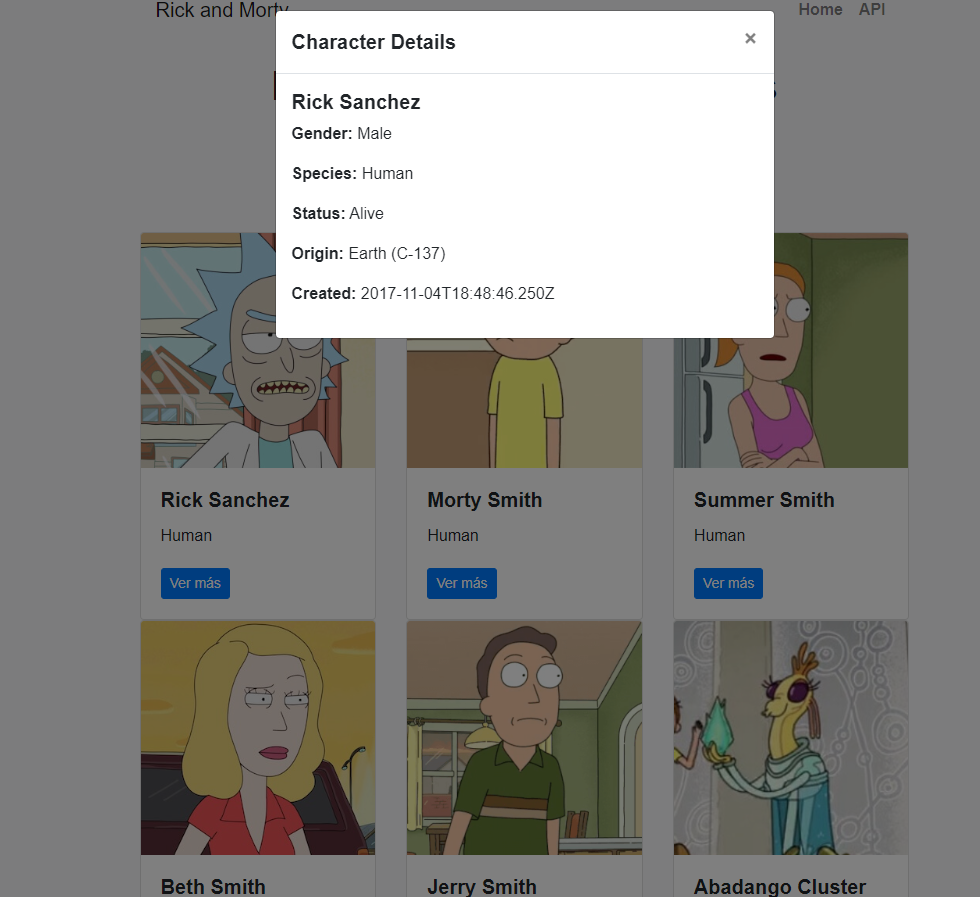 Rick and Morty
Home API
Character Details ×
Rick Sanchez
Gender: Male
Species: Human
Status: Alive
Origin: Earth (C-137)
Created: 2017-11-04T18:48:46.250Z
Rick Sanchez
Human
Ver más
Morty Smith
Human
Ver más
Summer Smith
Human
Ver más
Beth Smith
Jerry Smith
Abadango Cluster